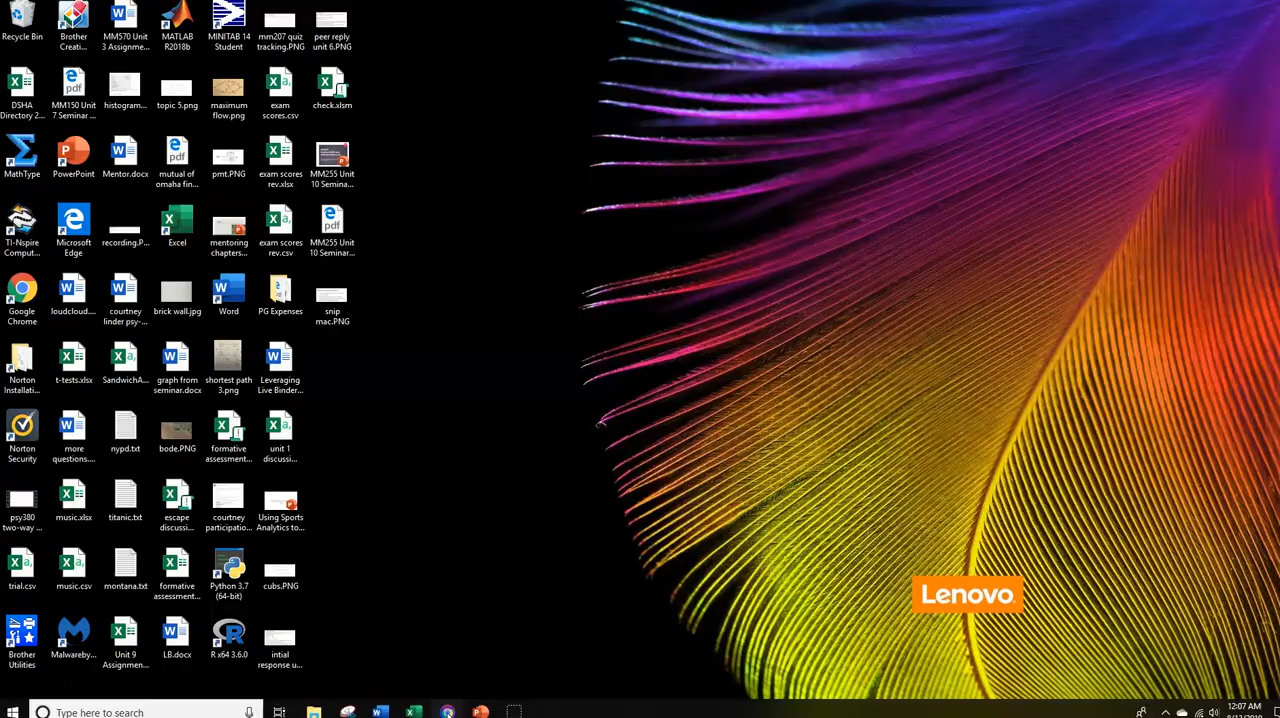 Recycle Bin
Brother
Creati...
MM570 Unit
3 Assignme...
MATLAB
R2018b
MINITAB 14
Student
mm207 quiz
tracking.PNG
peer reply
unit 6.PNG
DSHA
Directory 2...
MM150 Unit
7 Seminar ...
histogram...
topic 5.png
maximum
flow.png
exam
scores.csv
check.xlsm
MathType
PowerPoint
Mentor.docx
mutual of
omaha fin...
pmt.PNG
exam scores
rev.xlsx
MM255 Unit
10 Semina...
TI-Nspire
Comput...
Microsoft
Edge
recording.P...
Excel
mentoring
chapters...
exam scores
rev.csv
MM255 Unit
10 Seminar...
Google
Chrome
loudcloud....
courtney
linder psy-...
brick wall.jpg
Word
PG Expenses
snip
mac.PNG
Norton
Installati...
t-tests.xlsx
SandwichA...
graph from
seminar.docx
shortest path
3.png
Leveraging
Live Binder...
Norton
Security
more
questions....
nypd.txt
bode.PNG
formative
assessment...
unit 1
discussi...
psy380
two-way ...
music.xlsx
titanic.txt
escape
discussi...
courtney
participatio...
Using Sports
Analytics to...
trial.csv
music.csv
montana.txt
formative
assessment...
Python 3.7
(64-bit)
cubs.PNG
Brother
Utilities
Malwareby...
Unit 9
Assignmen...
LB.docx
R x64 3.6.0
intial
response u...
Lenovo
Type here to search
12:07 AM